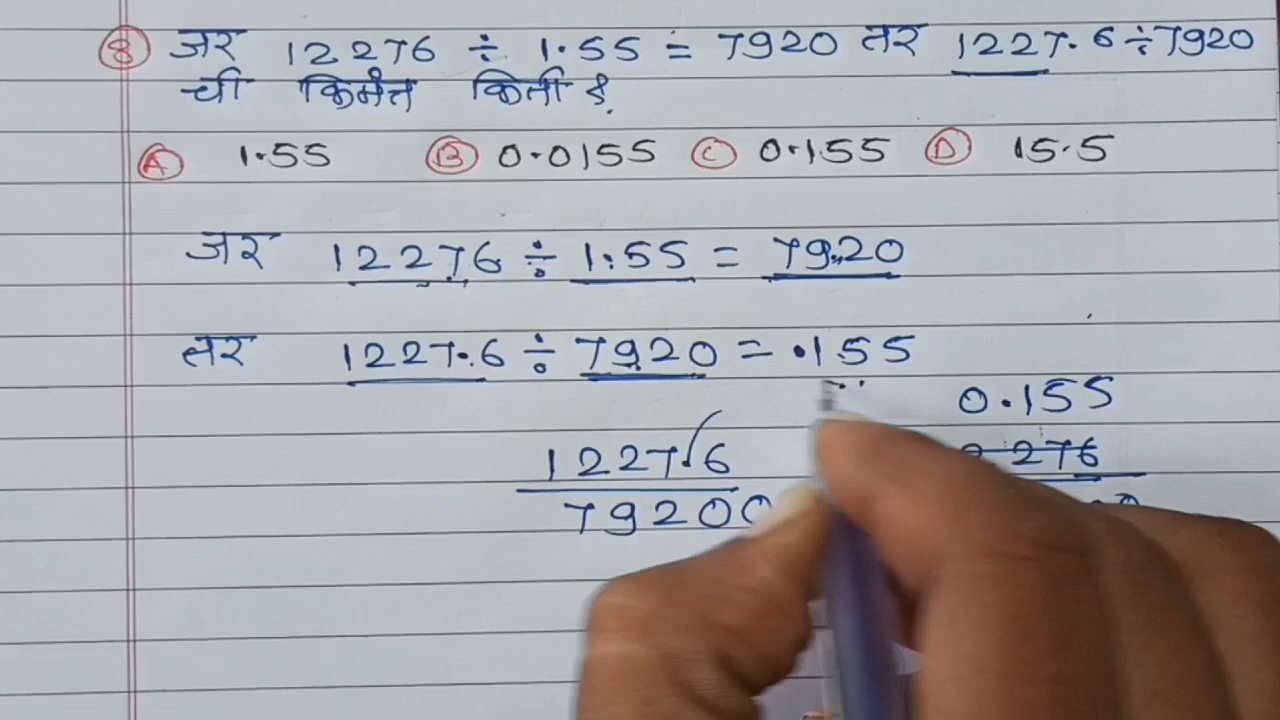 8 जर 12276 ÷ 1.55 = 7920 तर 1227.6÷7920
ची किंमत किती?
A 1.55 B 0.0155 C 0.155 D 15.5
जर 12276 ÷ 1.55 = 7920
तर 1227.6 ÷ 7920 = .155
0.155
1227.6
79200
276